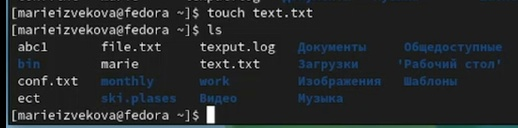 [marieizvekova@fedora ~]$ touch text.txt
[marieizvekova@fedora ~]$ ls
abc1 file.txt texput.log Документы Общедоступные
bin marie text.txt Загрузки 'Рабочий стол'
conf.txt monthly work Изображения Шаблоны
ect ski.plases Видео Музыка
[marieizvekova@fedora ~]$